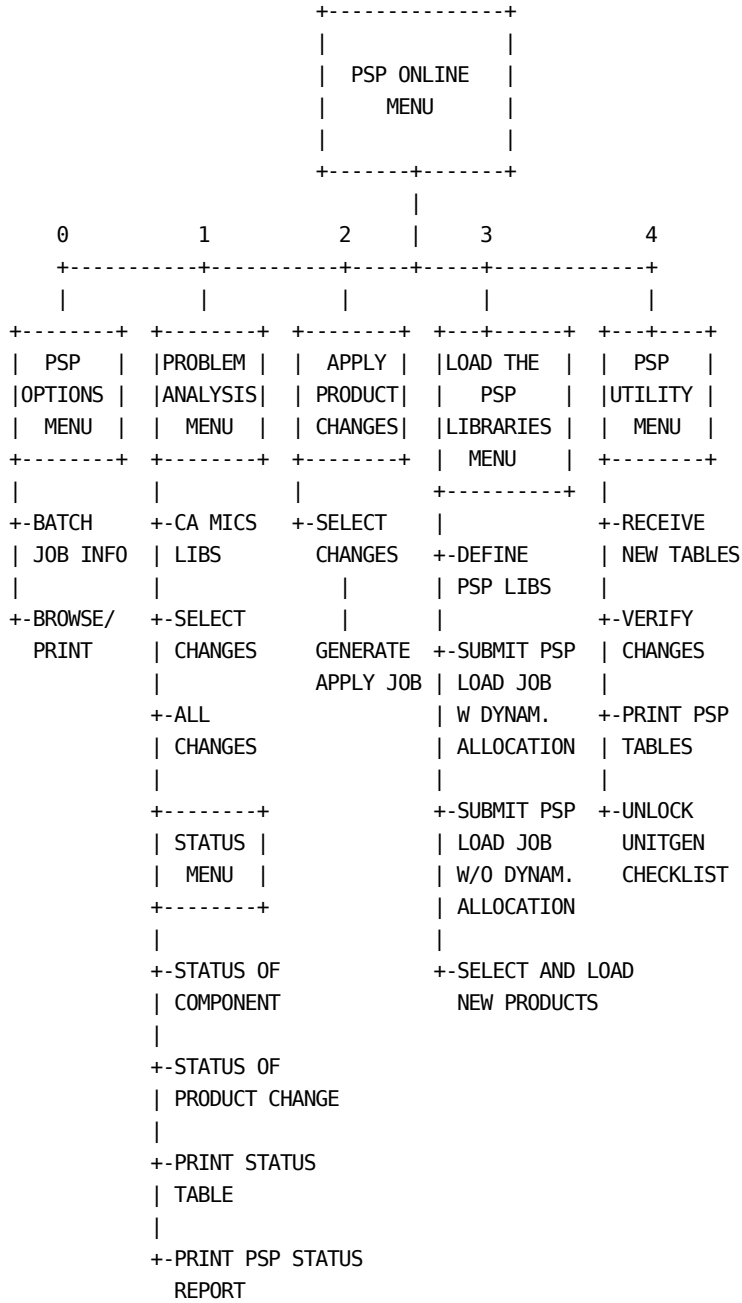 PSP ONLINE
MENU
0 1 2 3 4
PSP
OPTIONS
MENU
PROBLEM
ANALYSIS
MENU
APPLY
PRODUCT
CHANGES
LOAD THE
PSP
LIBRARIES
MENU
PSP
UTILITY
MENU
BATCH
JOB INFO
BROWSE/
PRINT
CA MICS
LIBS
SELECT
CHANGES
ALL
CHANGES
STATUS
MENU
STATUS OF
COMPONENT
STATUS OF
PRODUCT CHANGE
PRINT STATUS
TABLE
PRINT PSP STATUS
REPORT
SELECT
CHANGES
GENERATE
APPLY JOB
DEFINE
PSP LIBS
SUBMIT PSP
LOAD JOB
W DYNAM.
ALLOCATION
SUBMIT PSP
LOAD JOB
W/O DYNAM.
ALLOCATION
SELECT AND LOAD
NEW PRODUCTS
RECEIVE
NEW TABLES
VERIFY
CHANGES
PRINT PSP
TABLES
UNLOCK
UNITGEN
CHECKLIST